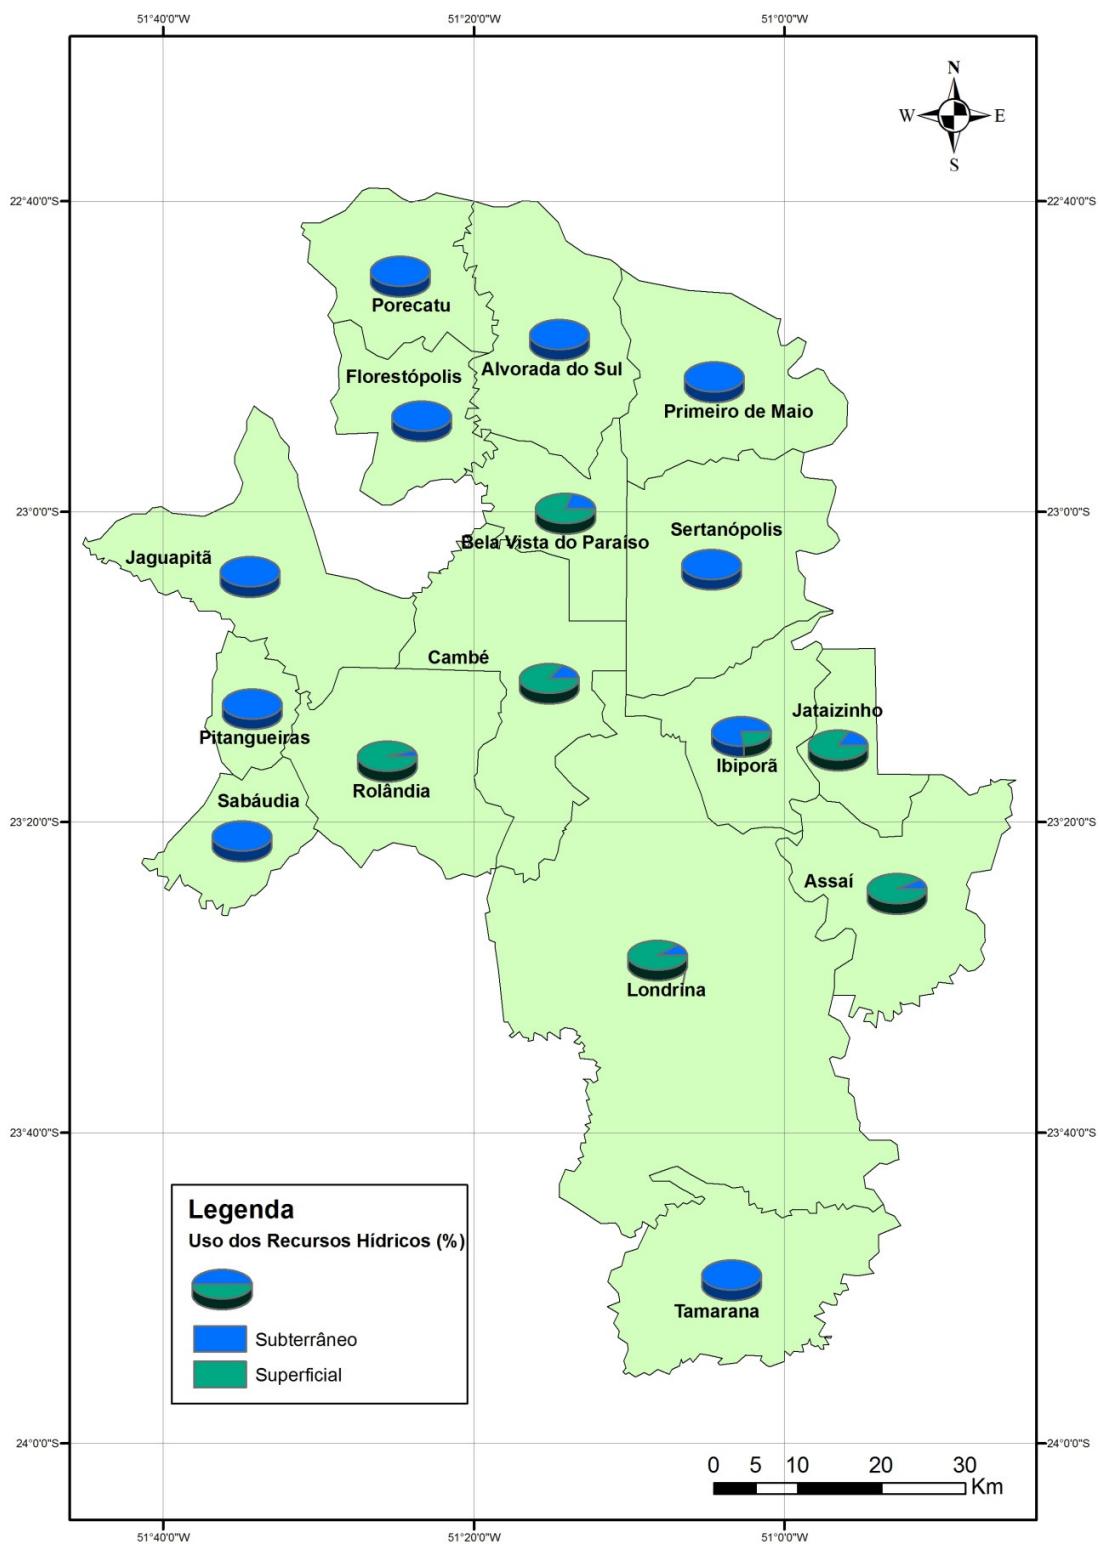 51°40'0"W
51°20'0"W
51°0'0"W
N
W
E
S
22°40'0"S
22°40'0"S
Porecatu
Alvorada do Sul
Florestópolis
Primeiro de Maio
23°0'0"S
23°0'0"S
Sertanópolis
Bela Vista do Paraíso
Jaguapitã
Cambé
Jataizinho
Pitangueiras
Ibiporã
Rolândia
Sabáudia
23°20'0"S
23°20'0"S
Assaí
Londrina
23°40'0"S
23°40'0"S
Legenda
Uso dos Recursos Hídricos (%)
Subterrâneo
Superficial
Tamarana
24°0'0"S
24°0'0"S
0 5 10 20 30
Km
51°40'0"W
51°20'0"W
51°0'0"W